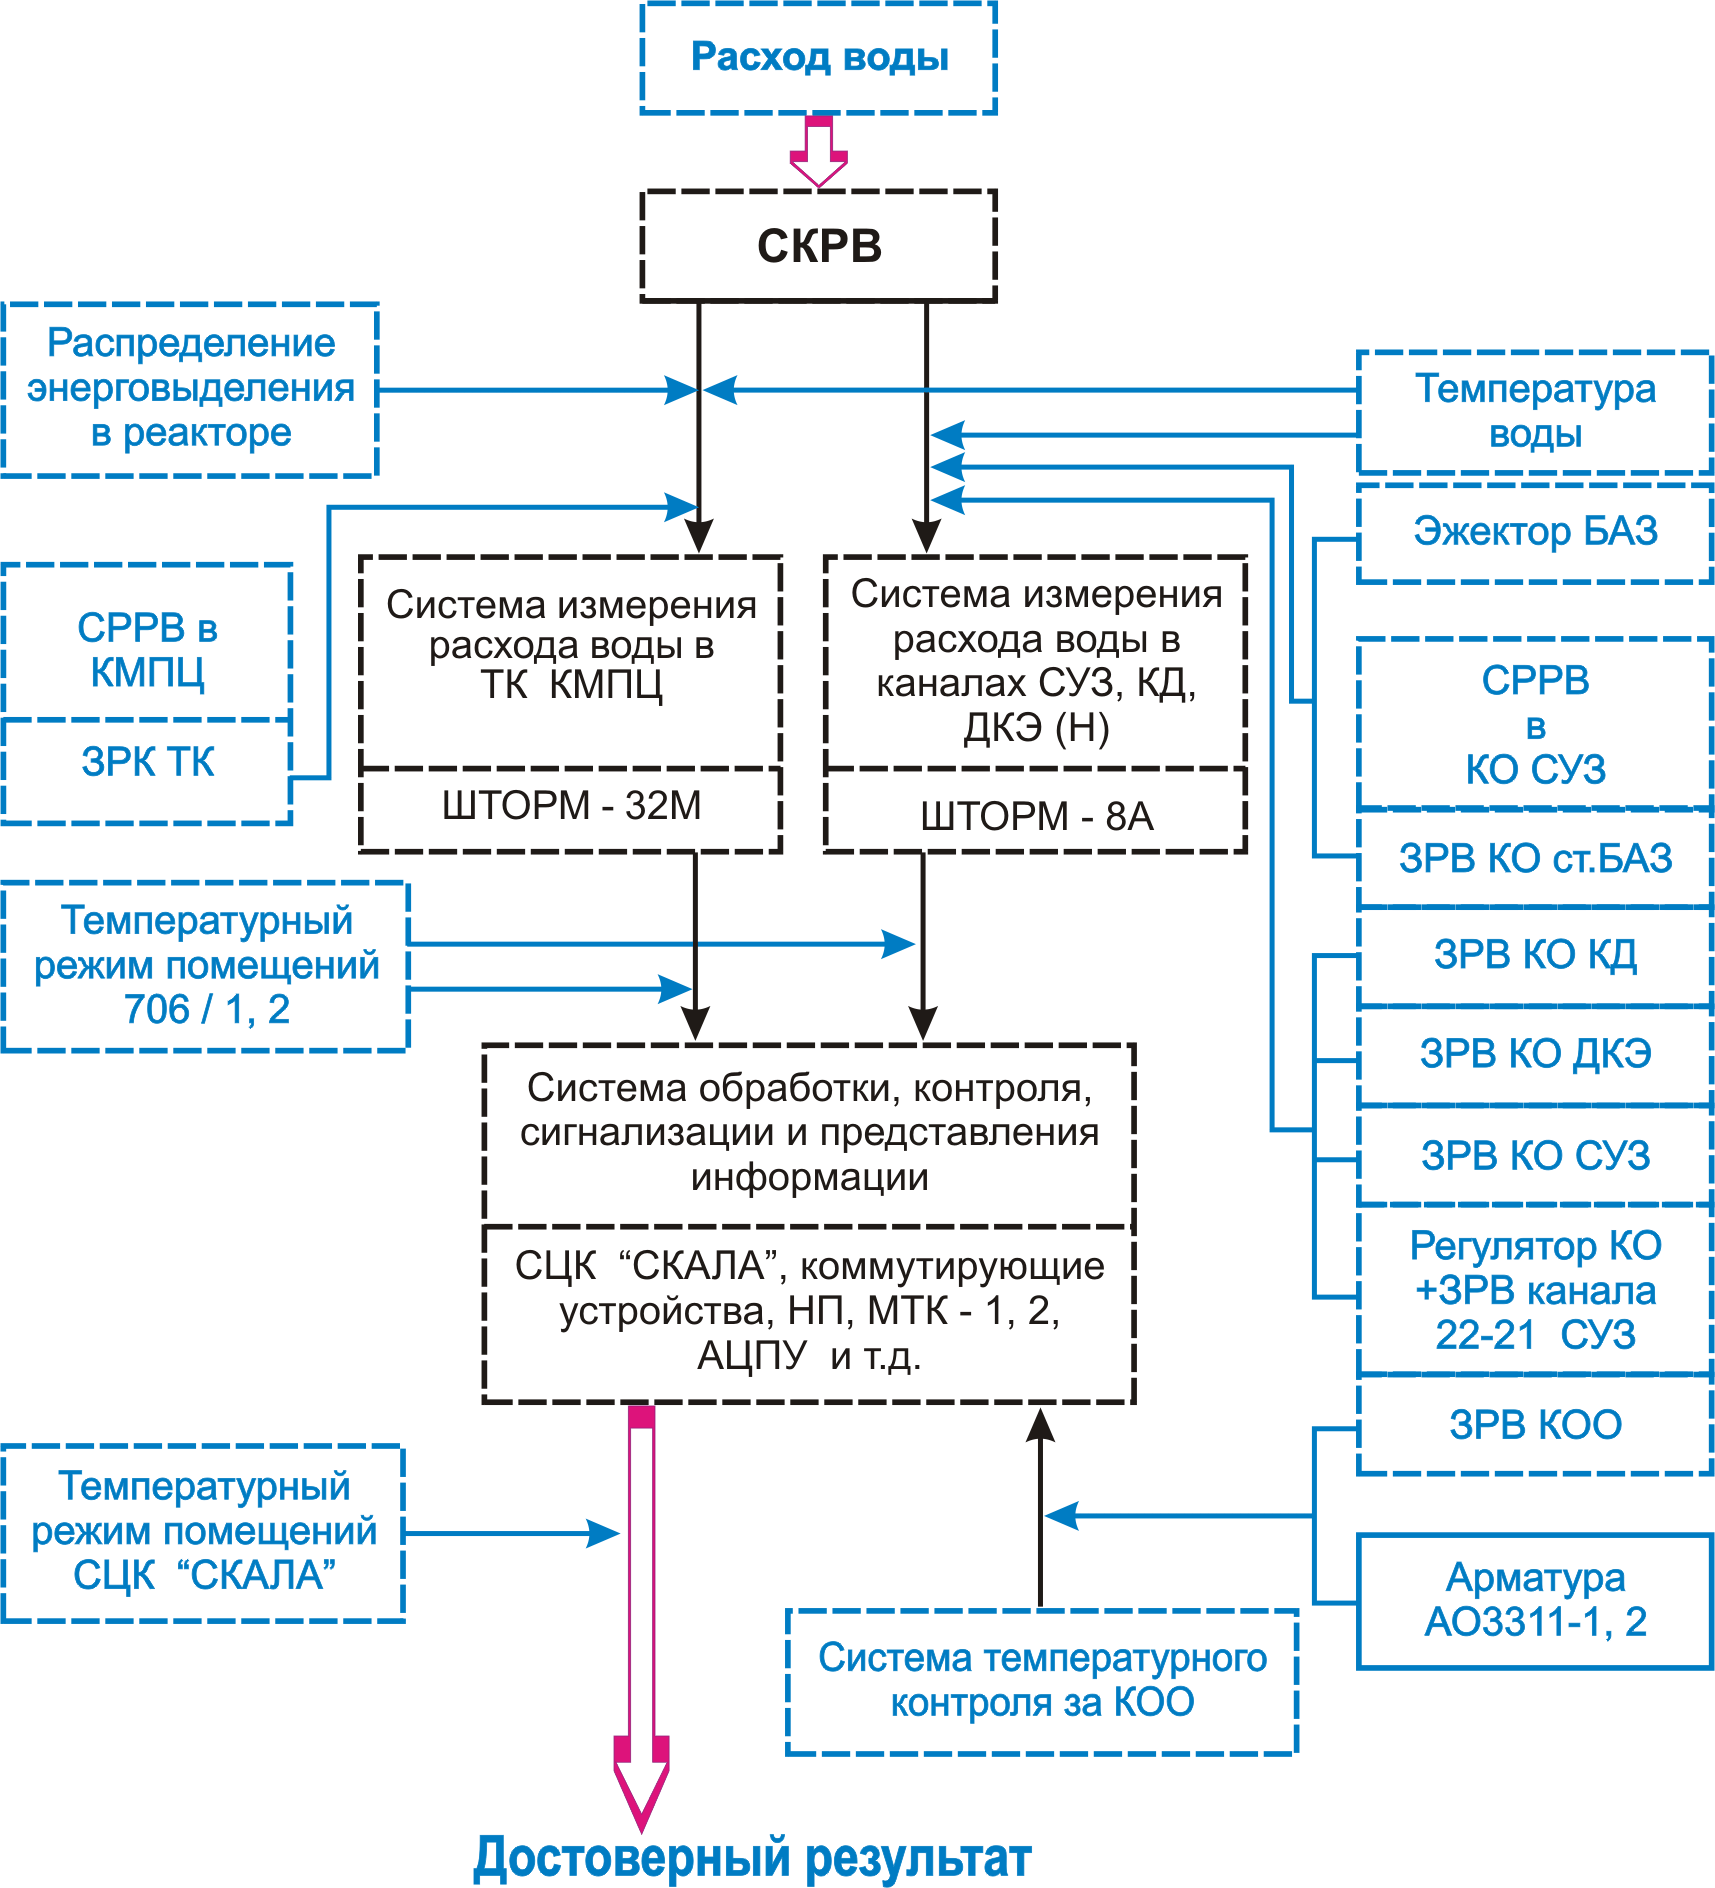 Расход воды
СКРВ
Распределение
энерговыделения
в реакторе
Температура
воды
Эжектор БАЗ
СРРВ в
КМПЦ
ЗРК ТК
Система измерения
расхода воды в
ТК КМПЦ
ШТОРМ - 32М
Система измерения
расхода воды в
каналах СУЗ, КД,
ДКЭ (Н)
ШТОРМ - 8А
СРРВ
в
КО СУЗ
ЗРВ КО ст.БАЗ
ЗРВ КО КД
ЗРВ КО ДКЭ
ЗРВ КО СУЗ
Регулятор КО
+ЗРВ канала
22-21 СУЗ
ЗРВ КОО
Температурный
режим помещений
706 / 1, 2
Система обработки, контроля,
сигнализации и представления
информации
СЦК “СКАЛА”, коммутирующие
устройства, НП, МТК - 1, 2,
АЦПУ и т.д.
Температурный
режим помещений
СЦК “СКАЛА”
Арматура
АО3311-1, 2
Система температурного
контроля за КОО
Достоверный результат